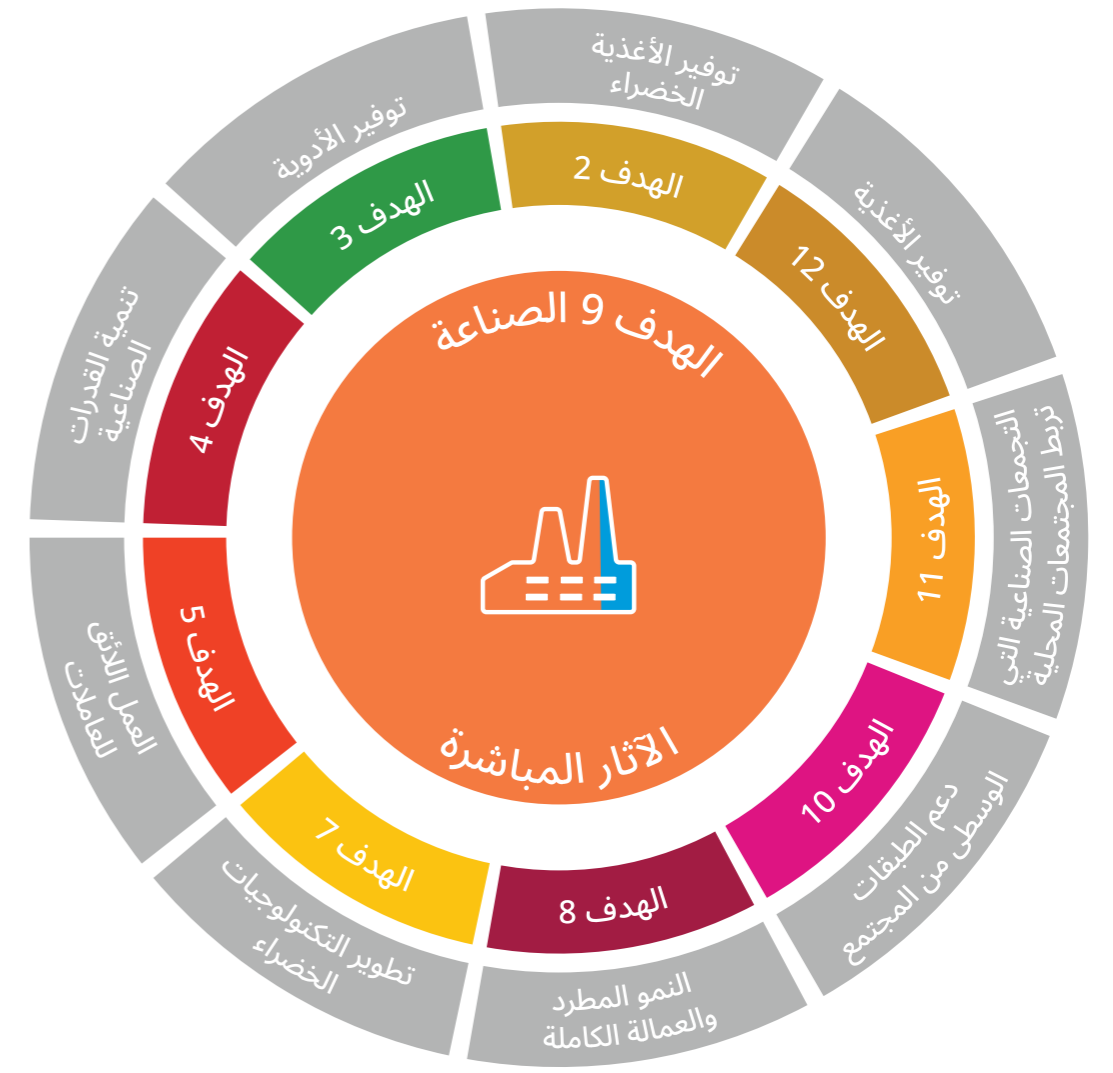 الهدف 9 الصناعة
الآثار المباشرة
الهدف 2
توفير الأغذية
الخضراء
الهدف 12
توفير الأغذية
الهدف 11
التجمعات الصناعية التي
تربط المجتمعات المحلية
الهدف 10
دعم الطبقات
الوسطى من المجتمع
الهدف 8
النمو المطرد
والعمالة الكاملة
الهدف 7
تطوير التكنولوجيات
الخضراء
الهدف 5
العمل اللائق
للعاملات
الهدف 4
تنمية القدرات
الصناعية
الهدف 3
توفير الأدوية